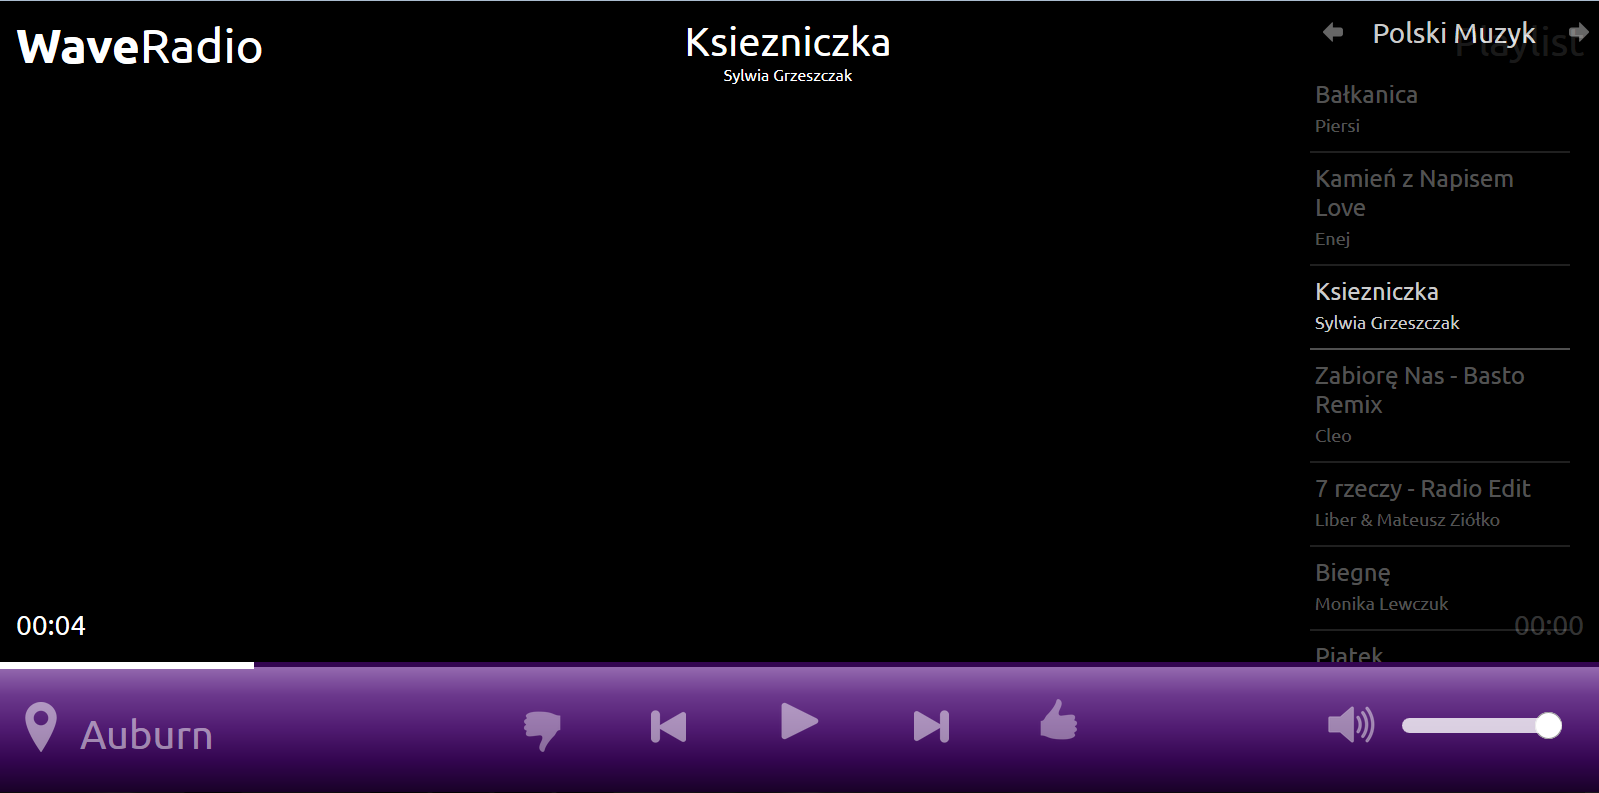 WaveRadio
Ksiezniczka
Sylwia Grzeszczak
Polski Muzyk
Playlist
Bałkanica
Piersi
Kamień z Napisem
Love
Enej
Ksiezniczka
Sylwia Grzeszczak
Zabiorę Nas - Basto
Remix
Cleo
7 rzeczy - Radio Edit
Liber & Mateusz Ziółko
Biegnę
Monika Lewczuk
Piątek
00:04
00:00
Auburn